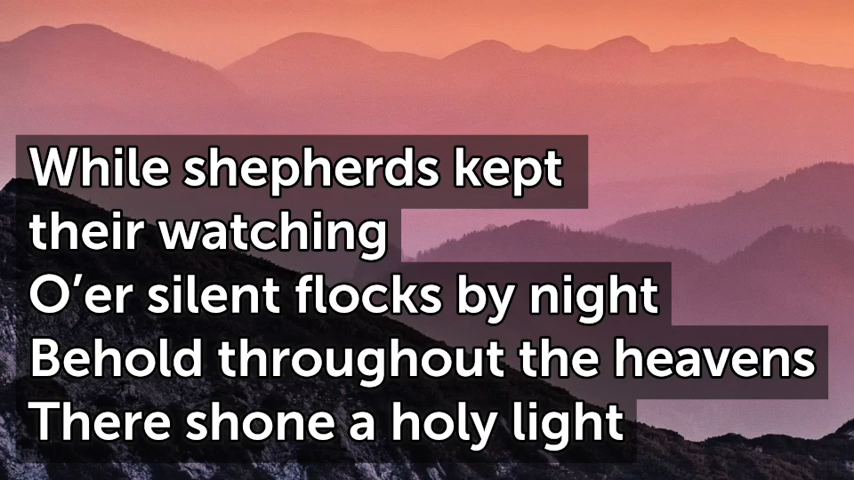 While shepherds kept
their watching
O’er silent flocks by night
Behold throughout the heavens
There shone a holy light